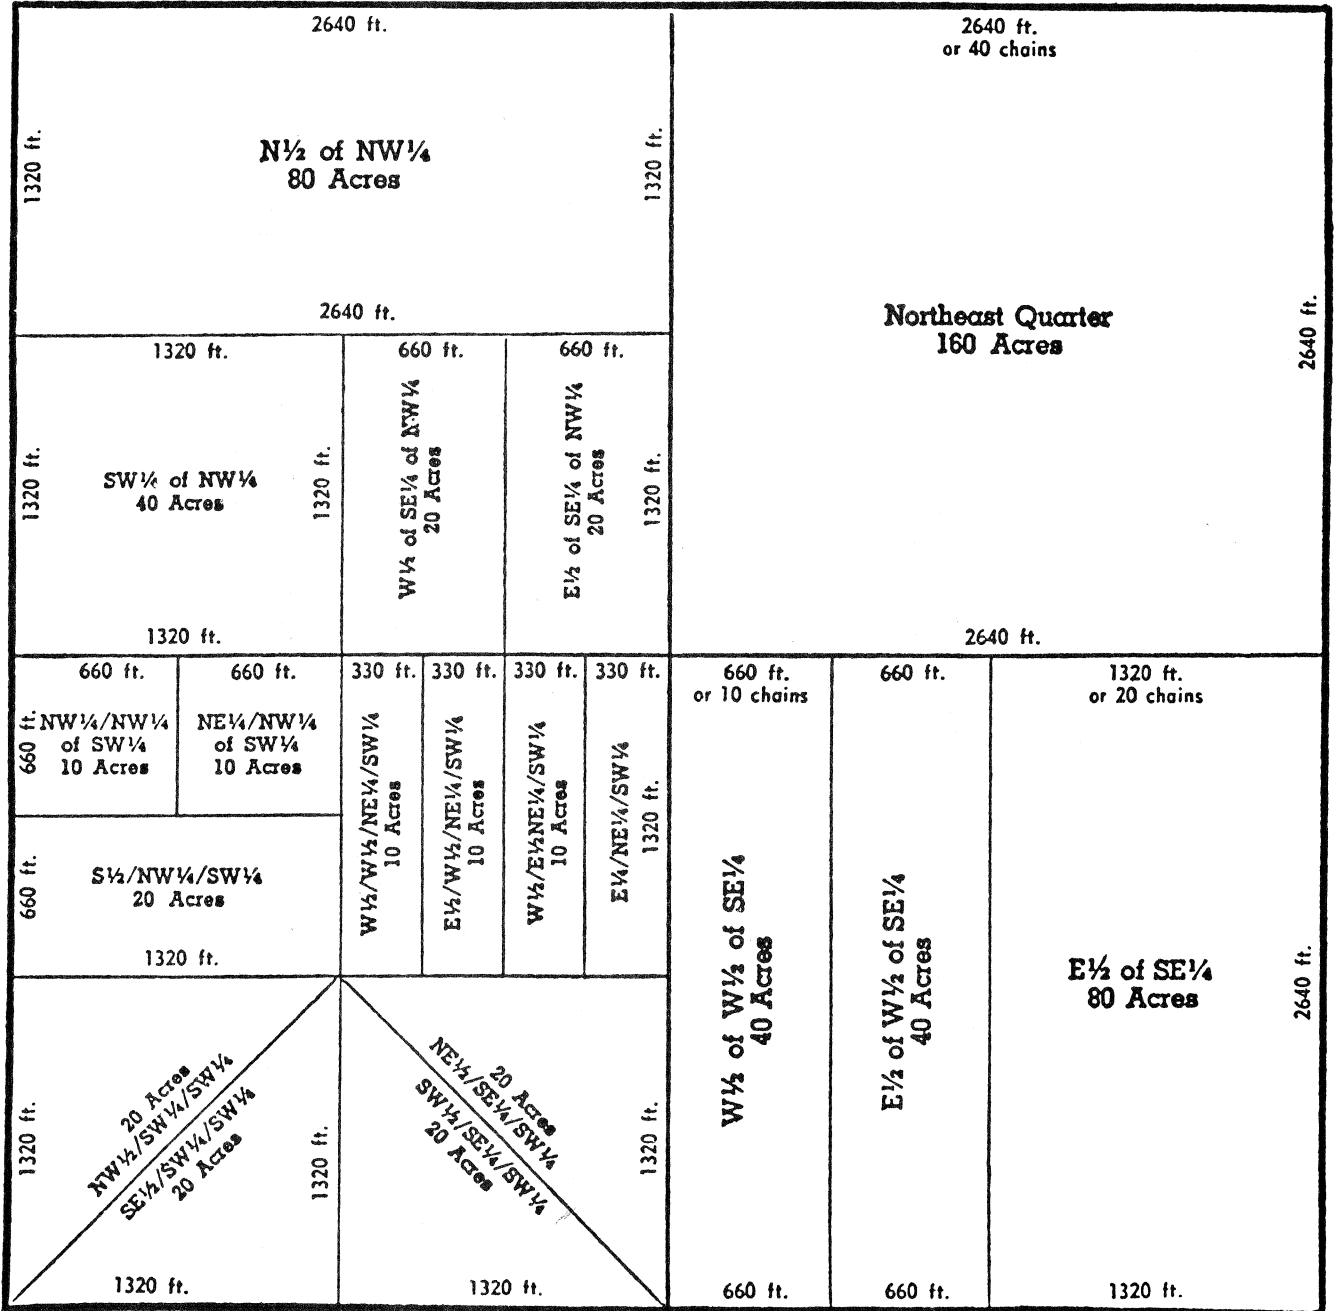 2640 ft.
1320 ft.
N½ of NW¼
80 Acres
1320 ft.
2640 ft.
2640 ft.
or 40 chains
Northeast Quarter
160 Acres
2640 ft.
2640 ft.
1320 ft.
1320 ft.
SW¼ of NW¼
40 Acres
1320 ft.
1320 ft.
660 ft.
W½ of SE¼ of NW¼
20 Acres
660 ft.
E½ of SE¼ of NW¼
20 Acres
1320 ft.
660 ft.
660 ft.
NW¼/NW¼
of SW¼
10 Acres
660 ft.
NE¼/NW¼
of SW¼
10 Acres
660 ft.
S½/NW¼/SW¼
20 Acres
1320 ft.
330 ft.
W½/W½/NE¼/SW¼
10 Acres
330 ft.
E½/W½/NE¼/SW¼
10 Acres
330 ft.
W½/E½NE¼/SW¼
10 Acres
330 ft.
E¼/NE¼/SW¼
1320 ft.
1320 ft.
20 Acres
NW½/SW¼/SW¼
SE½/SW¼/SW¼
20 Acres
1320 ft.
1320 ft.
20 Acres
NE½/SE¼/SW¼
SW½/SE¼/SW¼
20 Acres
1320 ft.
1320 ft.
660 ft.
or 10 chains
W½ of W½ of SE¼
40 Acres
660 ft.
660 ft.
E½ of W½ of SE¼
40 Acres
660 ft.
1320 ft.
or 20 chains
E½ of SE¼
80 Acres
2640 ft.
1320 ft.